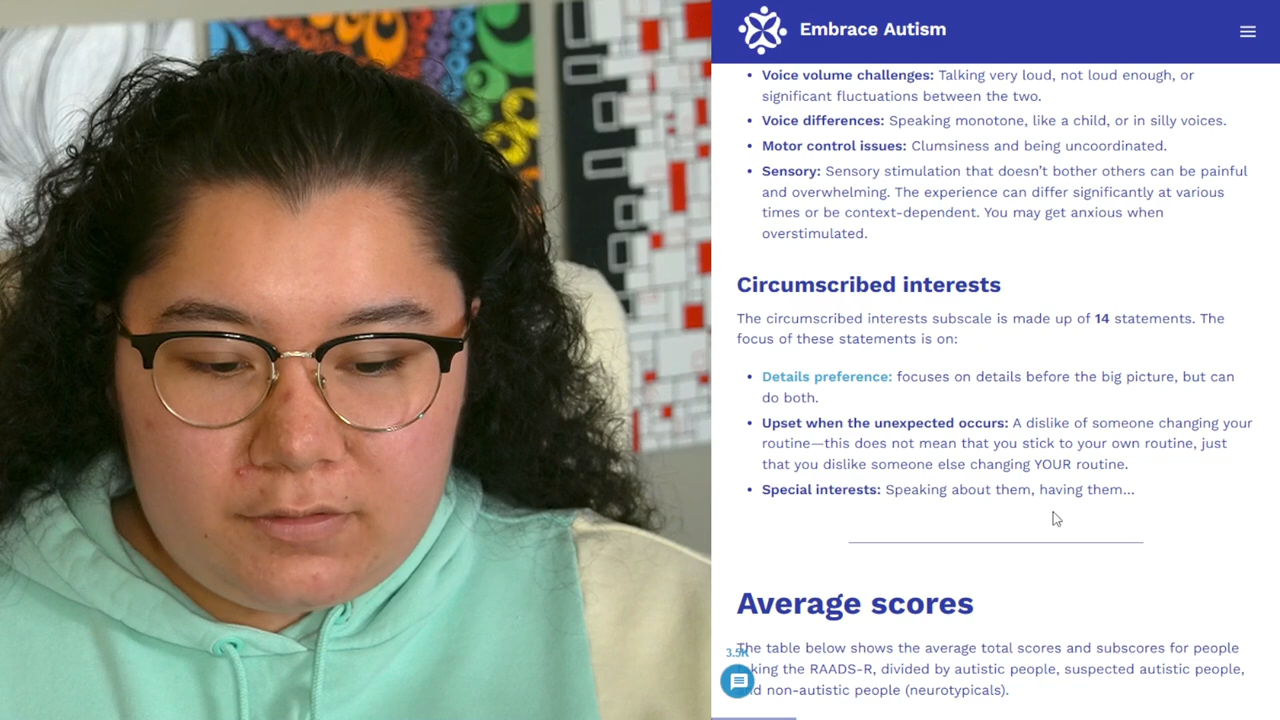 Embrace Autism
• Voice volume challenges: Talking very loud, not loud enough, or
significant fluctuations between the two.
• Voice differences: Speaking monotone, like a child, or in silly voices.
• Motor control issues: Clumsiness and being uncoordinated.
• Sensory: Sensory stimulation that doesn’t bother others can be painful
and overwhelming. The experience can differ significantly at various
times or be context-dependent. You may get anxious when
overstimulated.
Circumscribed interests
The circumscribed interests subscale is made up of 14 statements. The
focus of these statements is on:
• Details preference: focuses on details before the big picture, but can
do both.
• Upset when the unexpected occurs: A dislike of someone changing your
routine—this does not mean that you stick to your own routine, just
that you dislike someone else changing YOUR routine.
• Special interests: Speaking about them, having them...
Average scores
The table below shows the average total scores and subscores for people
taking the RAADS-R, divided by autistic people, suspected autistic people,
and non-autistic people (neurotypicals).